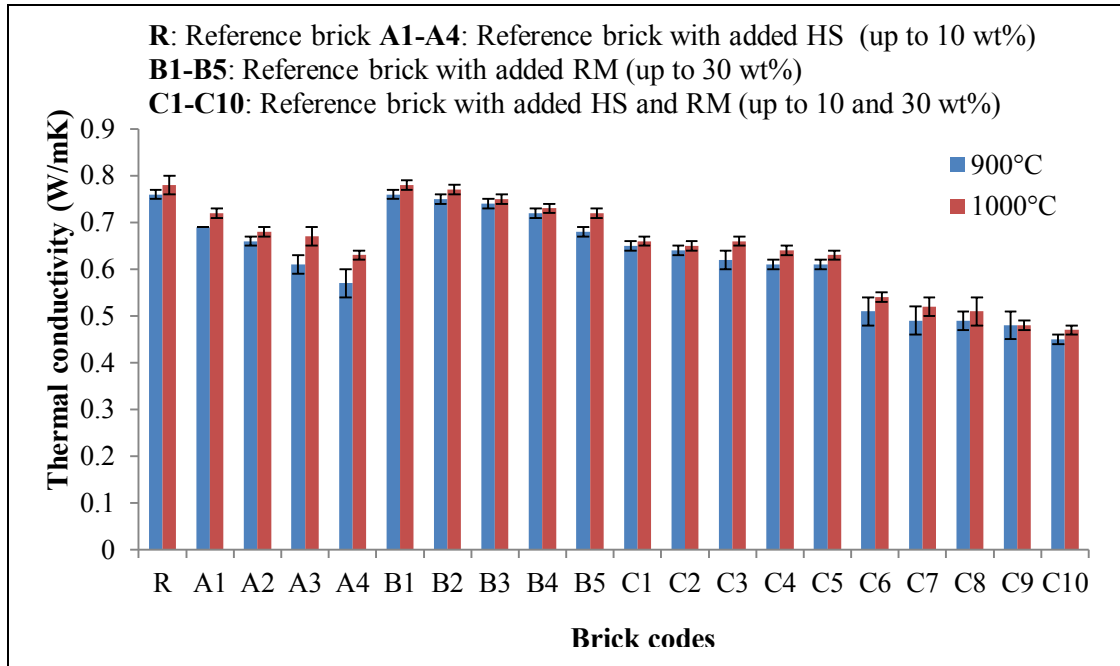 R: Reference brick A1-A4: Reference brick with added HS (up to 10 wt%)
B1-B5: Reference brick with added RM (up to 30 wt%)
C1-C10: Reference brick with added HS and RM (up to 10 and 30 wt%)
0.9
0.8
0.7
0.6
0.5
0.4
0.3
0.2
0.1
0
Thermal conductivity (W/mK)
900°C
1000°C
R A1 A2 A3 A4 B1 B2 B3 B4 B5 C1 C2 C3 C4 C5 C6 C7 C8 C9 C10
Brick codes